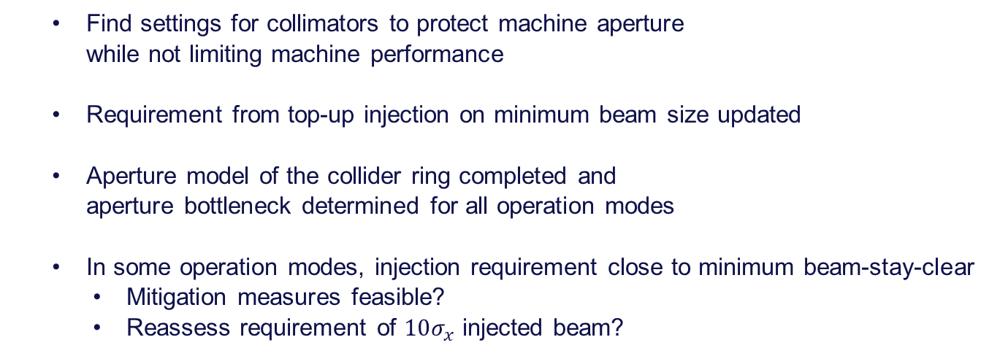 • Find settings for collimators to protect machine aperture
while not limiting machine performance
• Requirement from top-up injection on minimum beam size updated
• Aperture model of the collider ring completed and
aperture bottleneck determined for all operation modes
• In some operation modes, injection requirement close to minimum beam-stay-clear
• Mitigation measures feasible?
• Reassess requirement of 10σₓ injected beam?